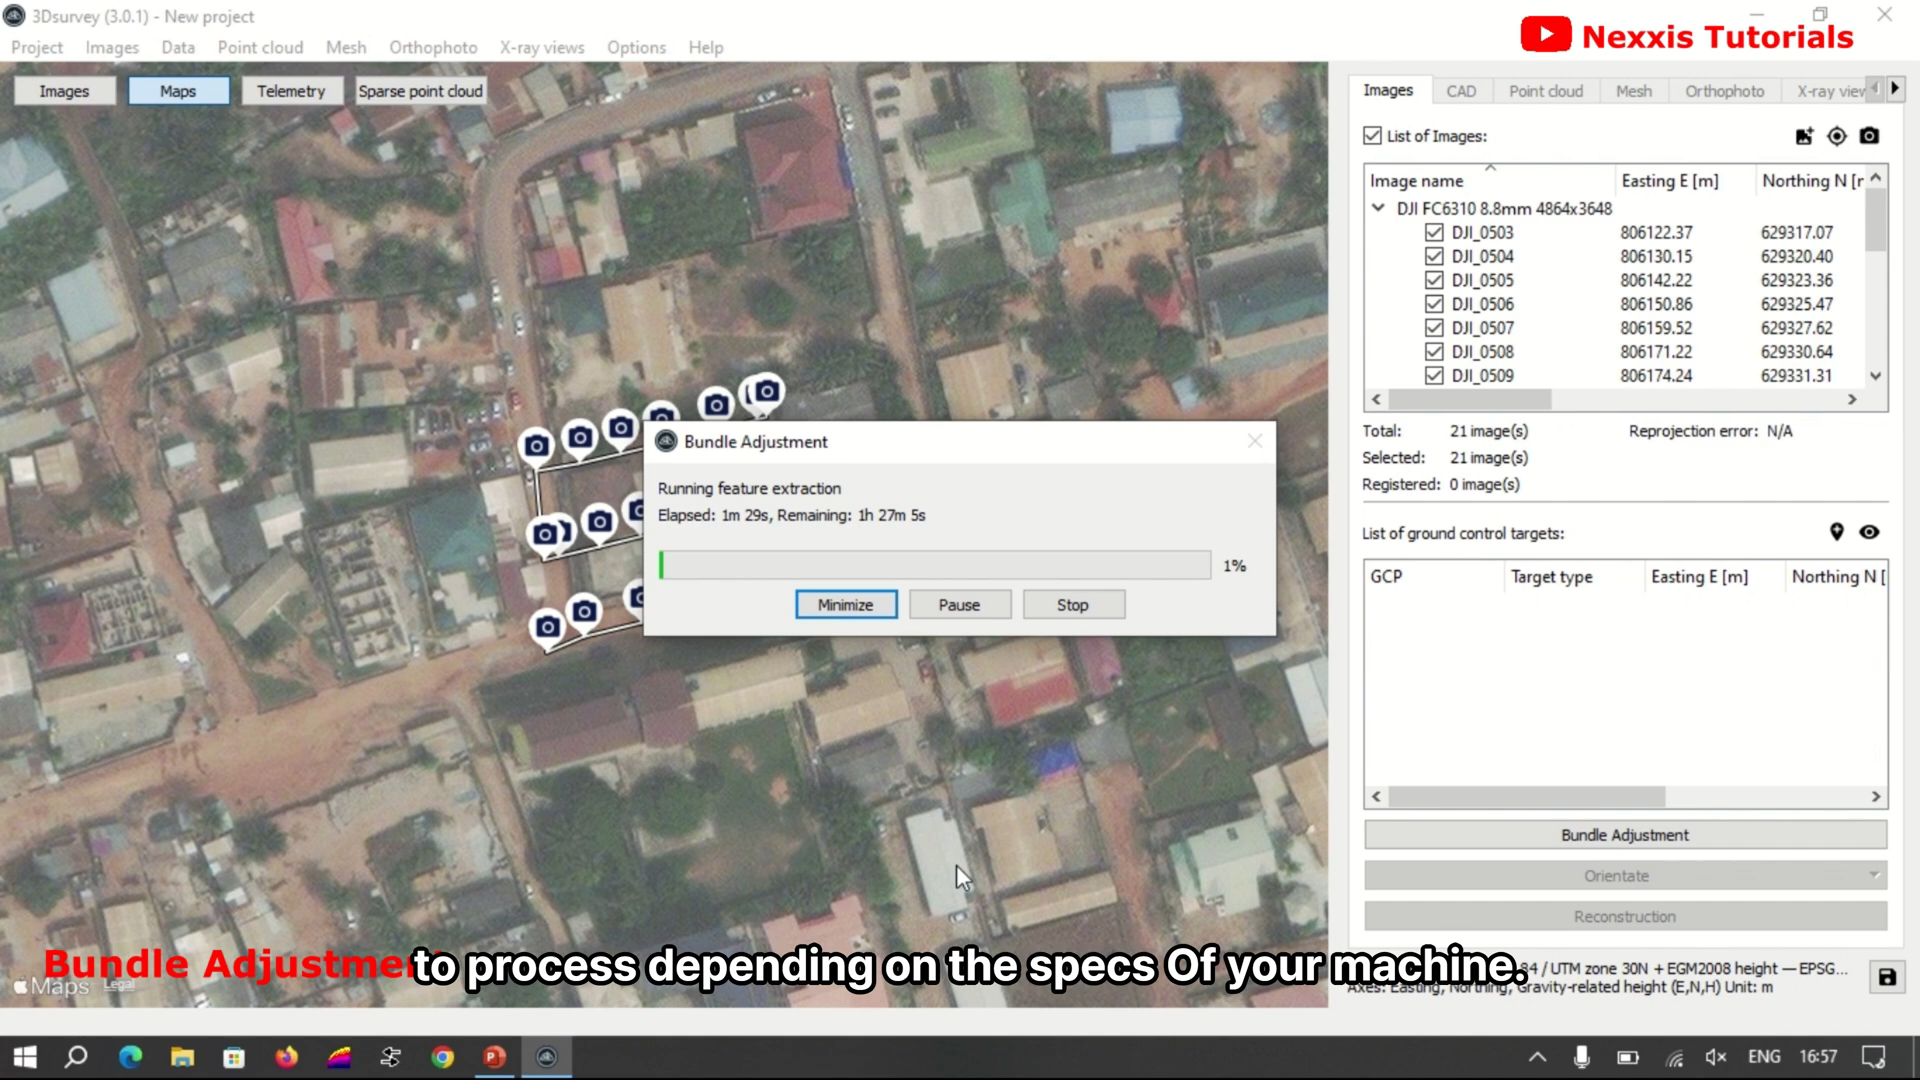 3Dsurvey (3.0.1) - New project
Nexxis Tutorials
Project Images Data Point cloud Mesh Orthophoto X-ray views Options Help
Images Maps Telemetry Sparse point cloud
Images CAD Point cloud Mesh Orthophoto X-ray view
List of Images:
Image name Easting E [m] Northing N [r
DJI FC6310 8.8mm 4864x3648
DJI_0503 806122.37 629317.07
DJI_0504 806130.15 629320.40
DJI_0505 806142.22 629323.36
DJI_0506 806150.86 629325.47
DJI_0507 806159.52 629327.62
DJI_0508 806171.22 629330.64
DJI_0509 806174.24 629331.31
Total: 21 image(s) Reprojection error: N/A
Selected: 21 image(s)
Registered: 0 image(s)
Bundle Adjustment
Running feature extraction
Elapsed: 1m 29s, Remaining: 1h 27m 5s
1%
Minimize Pause Stop
List of ground control targets:
GCP Target type Easting E [m] Northing N [
Bundle Adjustment
Orientate
Reconstruction
Bundle Adjustme
to process depending on the specs Of your machine.
84 / UTM zone 30N + EGM2008 height — EPSG...
Axes: Easting, Northing, Gravity-related height (E,N,H) Unit: m
Maps Legal
ENG 16:57